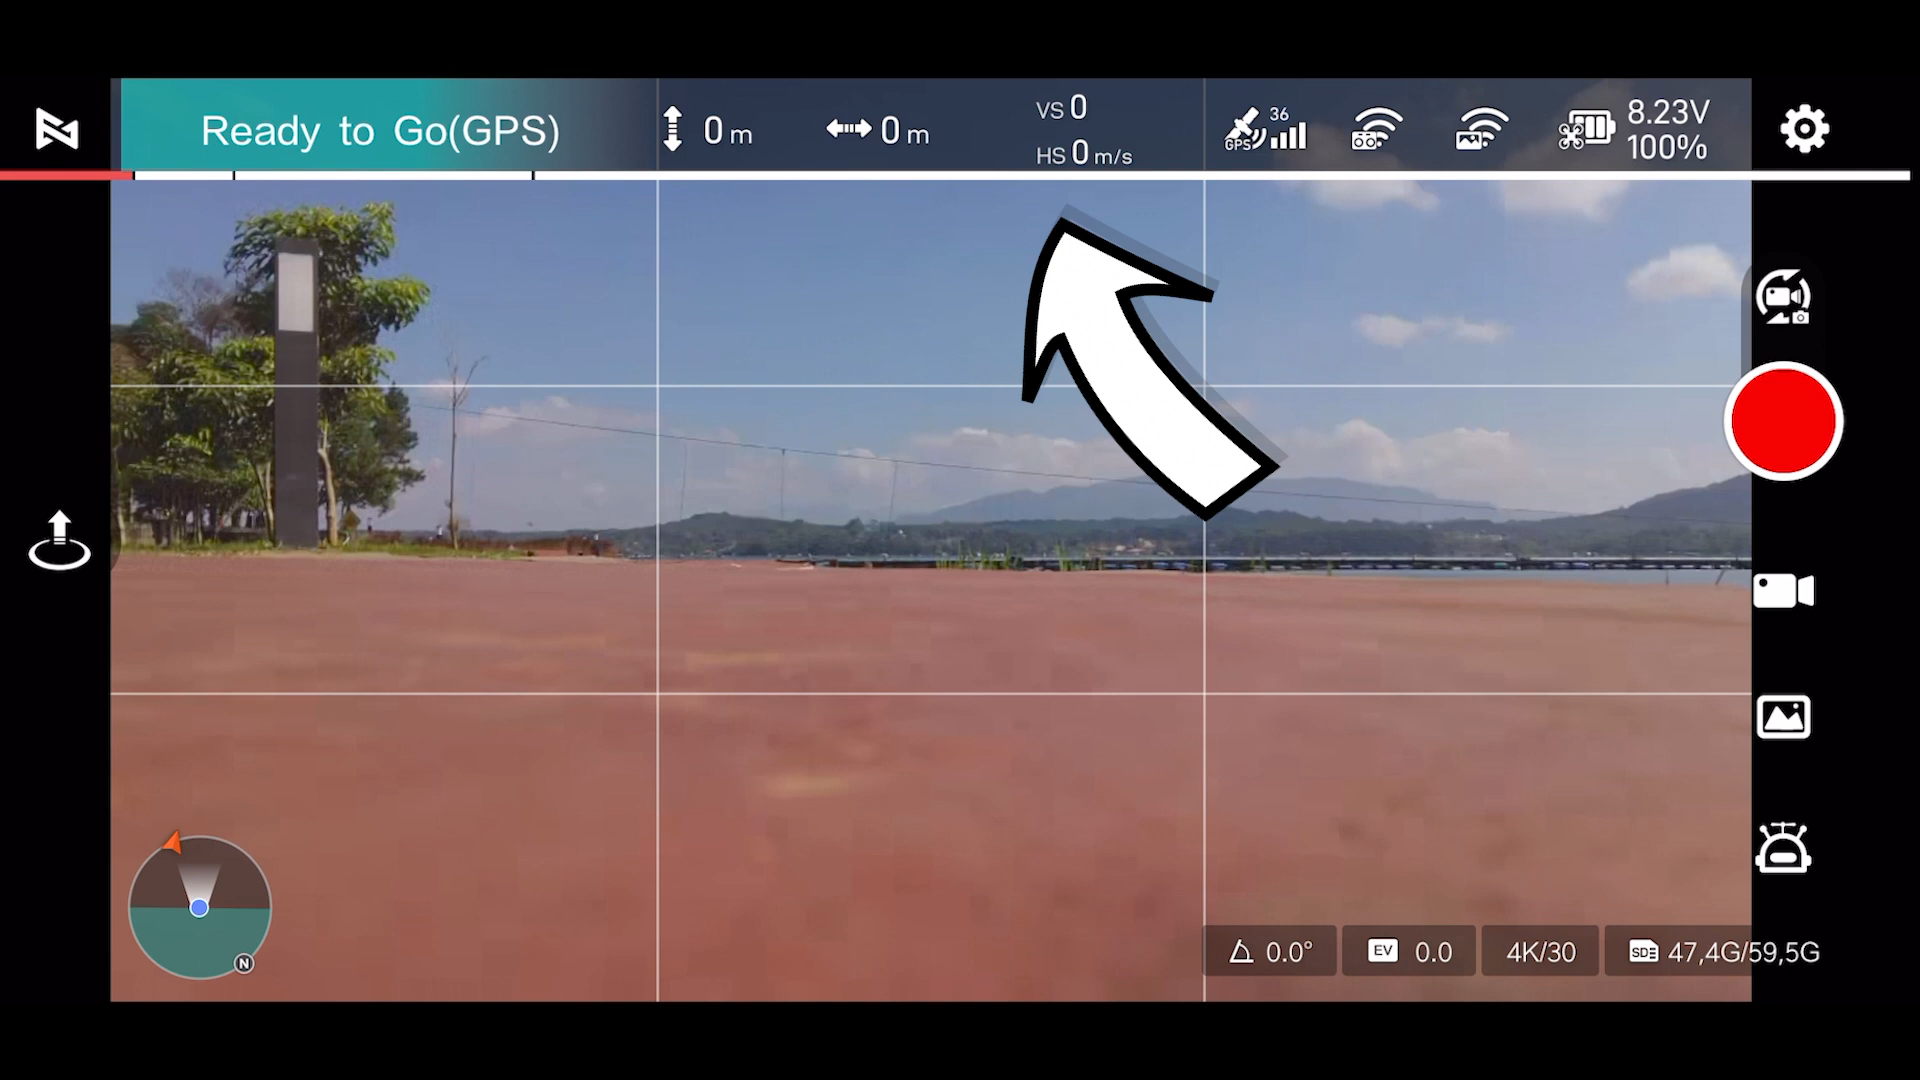 Ready to Go(GPS)
0 m
0 m
VS 0
HS 0 m/s
GPS
36
8.23V
100%
N
0.0°
EV 0.0
4K/30
SD 47,4G/59,5G